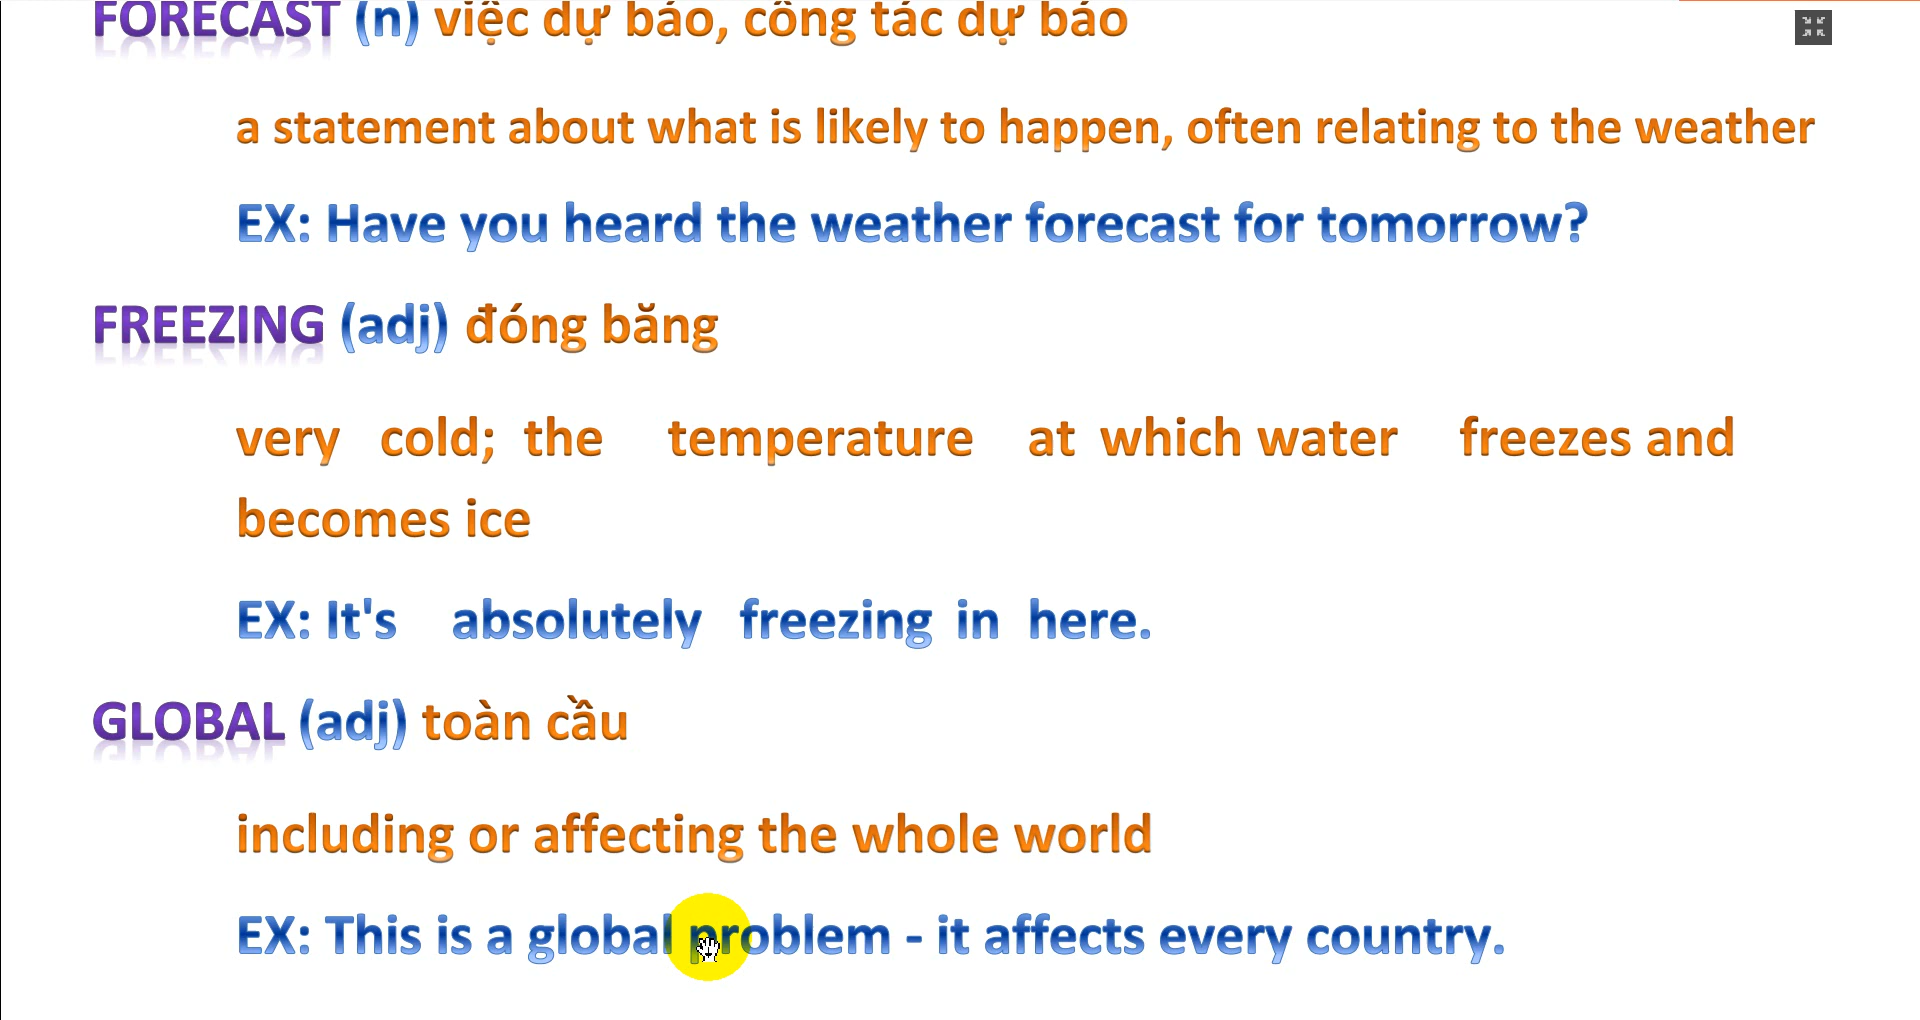 FORECAST (n) việc dự báo, công tác dự báo
a statement about what is likely to happen, often relating to the weather
EX: Have you heard the weather forecast for tomorrow?
FREEZING (adj) đóng băng
very cold; the temperature at which water freezes and
becomes ice
EX: It's absolutely freezing in here.
GLOBAL (adj) toàn cầu
including or affecting the whole world
EX: This is a global problem - it affects every country.